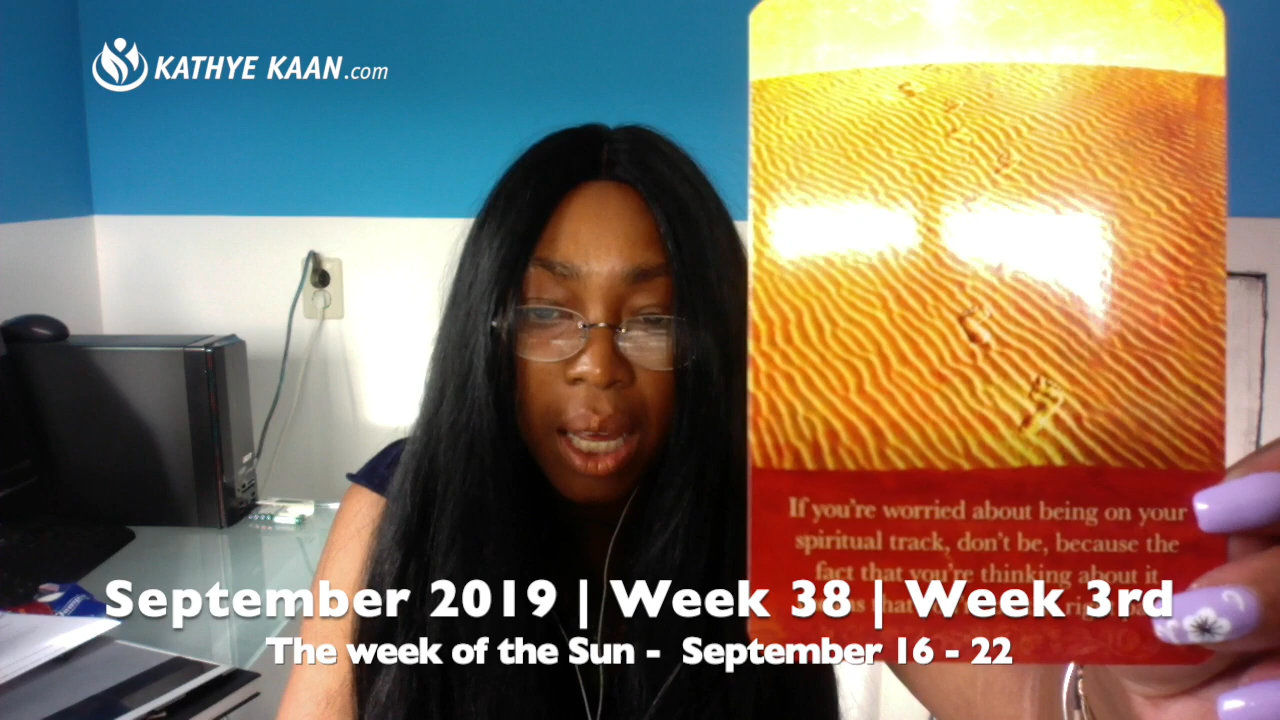 KATHYE KAAN.com
If you're worried about being on your
spiritual track, don't be, because the
fact that you're thinking about it
September 2019 | Week 38 | Week 3rd
The week of the Sun - September 16 - 22